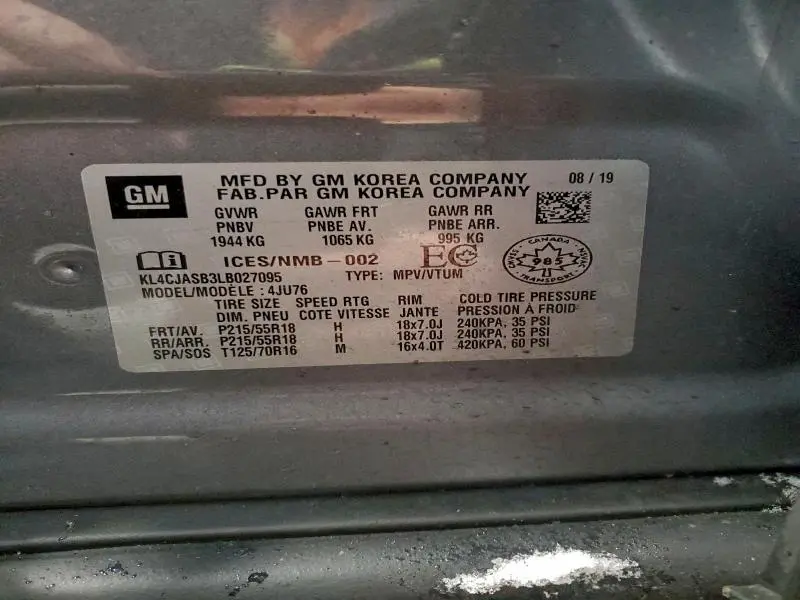 GM
MFD BY GM KOREA COMPANY 08 / 19
FAB.PAR GM KOREA COMPANY
GVWR GAWR FRT GAWR RR
PNBV PNBE AV. PNBE ARR.
1944 KG 1065 KG 995 KG
ICES/NMB-002 EC
KL4CJASB3LB027095 TYPE: MPV/VTUM
MODEL/MODÈLE : 4JU76
CANADA
985
TRANSPORT
TIRE SIZE SPEED RTG RIM COLD TIRE PRESSURE
DIM. PNEU COTE VITESSE JANTE PRESSION À FROID
FRT/AV. P215/55R18 H 18x7.0J 240KPA, 35 PSI
RR/ARR. P215/55R18 H 18x7.0J 240KPA, 35 PSI
SPA/SOS T125/70R16 M 16x4.0T 420KPA, 60 PSI